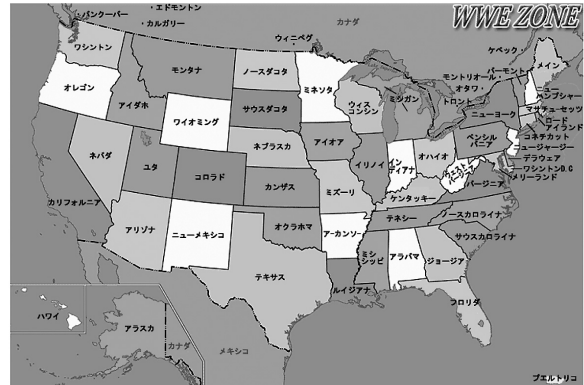 WWE ZONE
バンクーバー
エドモントン
カルガリー
カナダ
ウィニペグ
ケベック
モントリオール
バーモント
メイン
オタワ
トロント
ニュー
ハンプシャー
マサチューセッツ
ロード
アイランド
コネチカット
ニュージャージー
デラウェア
ワシントンD.C
メリーランド
ワシントン
モンタナ
ノースダコタ
ミネソタ
ウィス
コンシン
ミシガン
ニューヨーク
オレゴン
アイダホ
ワイオミング
サウスダコタ
アイオア
ネブラスカ
イリノイ
イン
ディアナ
オハイオ
ペンシル
バニア
ウエスト
バージニア
バージニア
ネバダ
ユタ
コロラド
カンザス
ミズーリ
ケンタッキー
カリフォルニア
アリゾナ
ニューメキシコ
オクラホマ
アーカンソー
テネシー
ノースカロライナ
サウスカロライナ
テキサス
ルイジアナ
ミシ
シッピ
アラバマ
ジョージア
フロリダ
ハワイ
アラスカ
カナダ
メキシコ
プエルトリコ